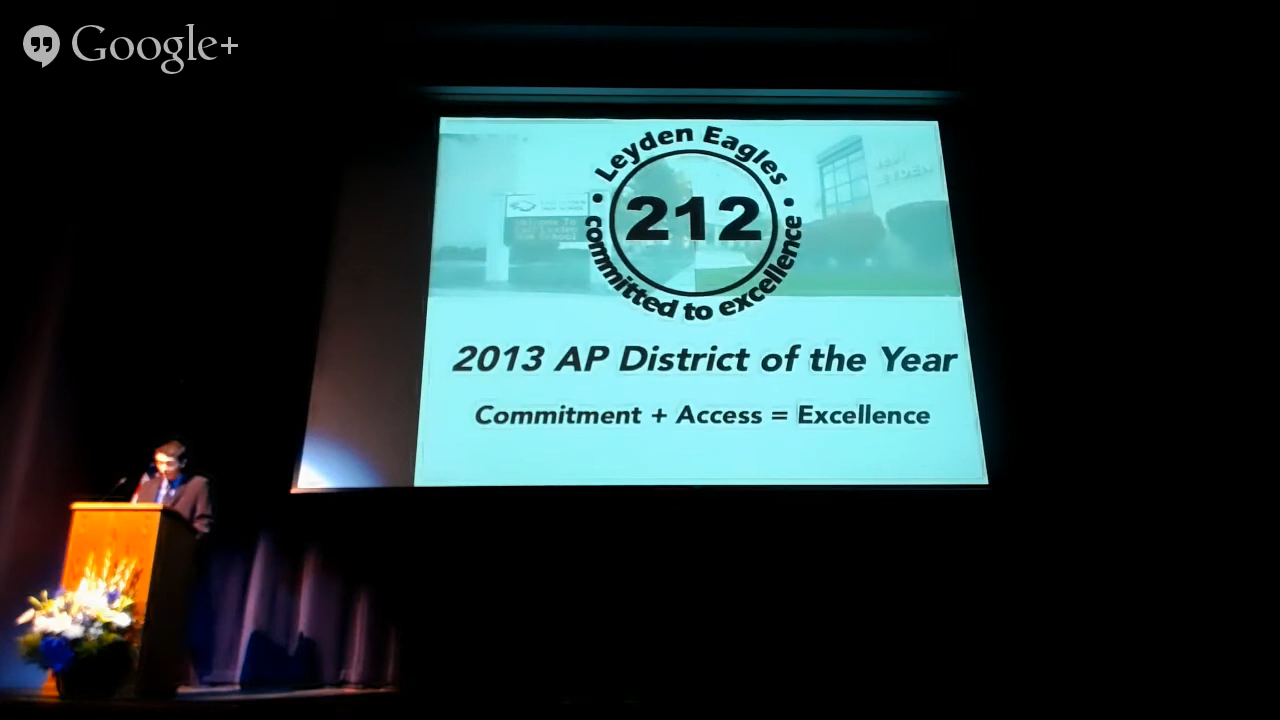 Google+
Leyden Eagles
212
committed to excellence
2013 AP District of the Year
Commitment + Access = Excellence